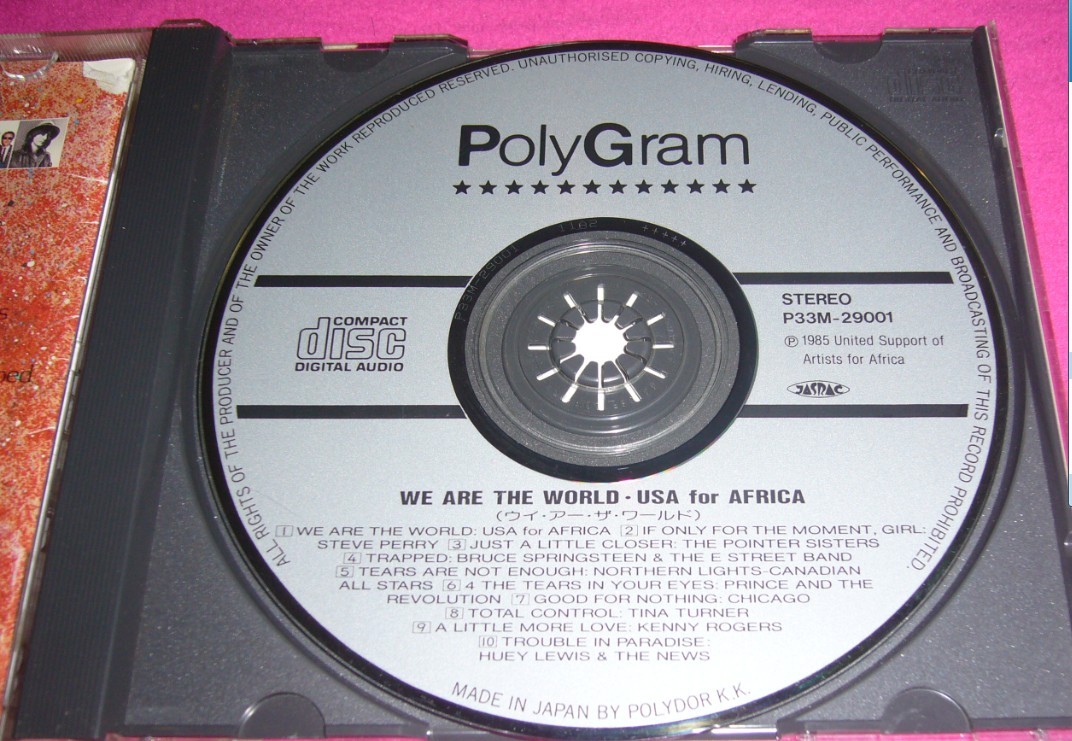 ALL RIGHTS OF THE PRODUCER AND OF THE OWNER OF THE WORK REPRODUCED RESERVED. UNAUTHORISED COPYING, HIRING, LENDING, PUBLIC PERFORMANCE AND BROADCASTING OF THIS RECORD PROHIBITED.
PolyGram
★★★★★★★★★★★★
P33M-29001 1102 +++++
COMPACT
disc
DIGITAL AUDIO
STEREO
P33M-29001
Ⓟ 1985 United Support of
Artists for Africa
JASRAC
WE ARE THE WORLD・USA for AFRICA
(ウイ・アー・ザ・ワールド)
1 WE ARE THE WORLD: USA for AFRICA 2 IF ONLY FOR THE MOMENT, GIRL:
STEVE PERRY 3 JUST A LITTLE CLOSER: THE POINTER SISTERS
4 TRAPPED: BRUCE SPRINGSTEEN & THE E STREET BAND
5 TEARS ARE NOT ENOUGH: NORTHERN LIGHTS-CANADIAN
ALL STARS 6 4 THE TEARS IN YOUR EYES: PRINCE AND THE
REVOLUTION 7 GOOD FOR NOTHING: CHICAGO
8 TOTAL CONTROL: TINA TURNER
9 A LITTLE MORE LOVE: KENNY ROGERS
10 TROUBLE IN PARADISE:
HUEY LEWIS & THE NEWS
MADE IN JAPAN BY POLYDOR K.K.